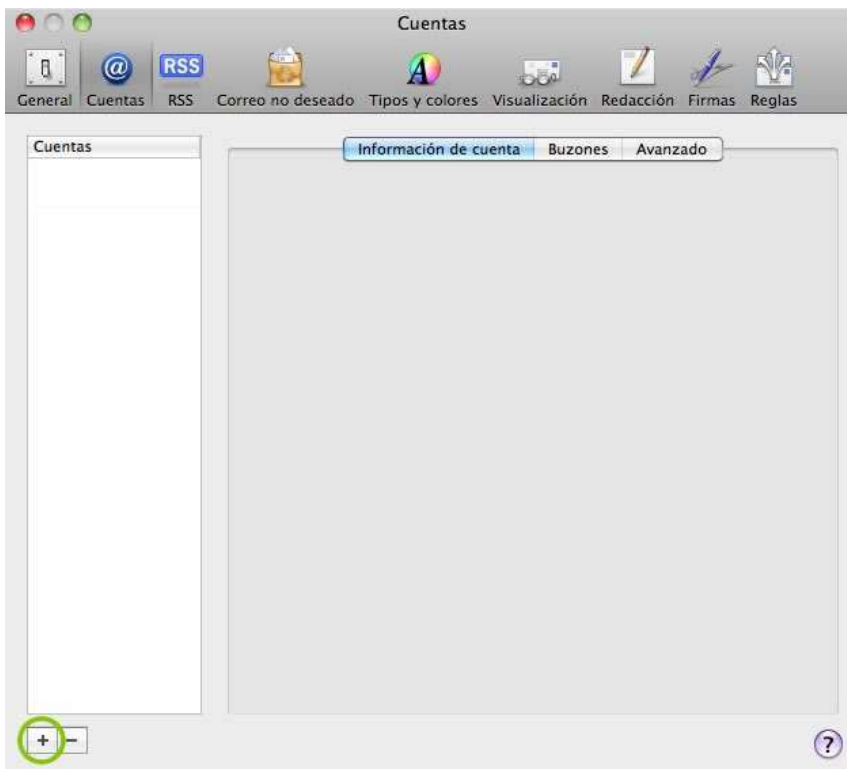 Cuentas
RSS
General Cuentas RSS Correo no deseado Tipos y colores Visualización Redacción Firmas Reglas
Cuentas
Información de cuenta Buzones Avanzado
+ −
?